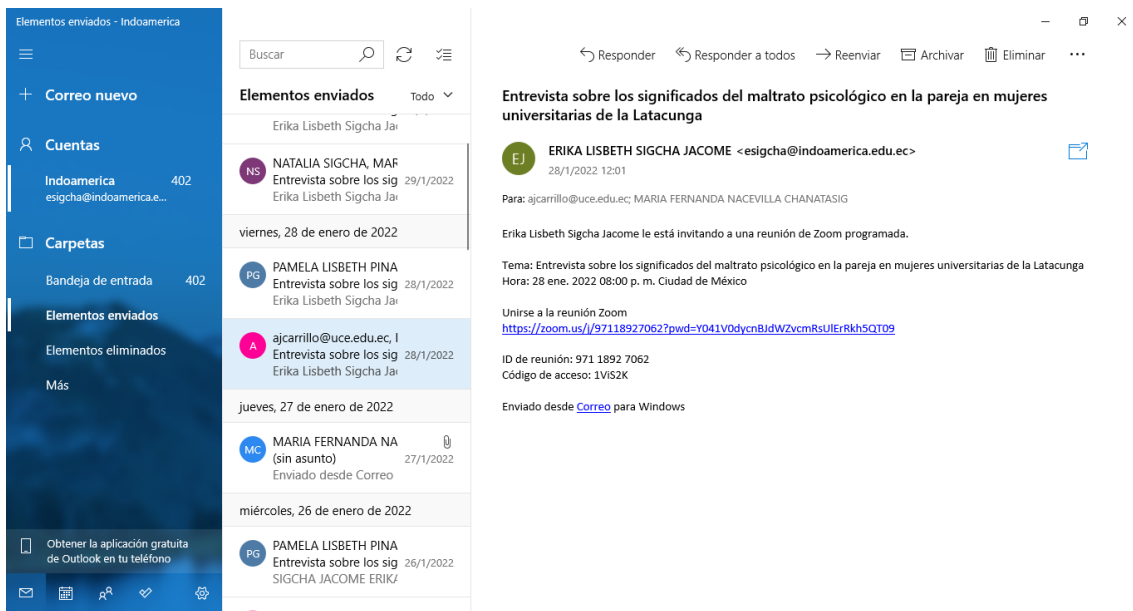 Elementos enviados - Indoamerica
Correo nuevo
Cuentas
Indoamerica 402
esigcha@indoamerica.e...
Carpetas
Bandeja de entrada 402
Elementos enviados
Elementos eliminados
Más
Obtener la aplicación gratuita
de Outlook en tu teléfono
Buscar
Elementos enviados Todo
Erika Lisbeth Sigcha Ja
NS
NATALIA SIGCHA, MAR
Entrevista sobre los sig 29/1/2022
Erika Lisbeth Sigcha Ja
viernes, 28 de enero de 2022
PG
PAMELA LISBETH PINA
Entrevista sobre los sig 28/1/2022
Erika Lisbeth Sigcha Ja
A
ajcarrillo@uce.edu.ec,
Entrevista sobre los sig 28/1/2022
Erika Lisbeth Sigcha Ja
jueves, 27 de enero de 2022
MC
MARIA FERNANDA NA
(sin asunto) 27/1/2022
Enviado desde Correo
miércoles, 26 de enero de 2022
PG
PAMELA LISBETH PINA
Entrevista sobre los sig 26/1/2022
SIGCHA JACOME ERIKA
Responder Responder a todos Reenviar Archivar Eliminar
Entrevista sobre los significados del maltrato psicológico en la pareja en mujeres
universitarias de la Latacunga
EJ
ERIKA LISBETH SIGCHA JACOME <esigcha@indoamerica.edu.ec>
28/1/2022 12:01
Para: ajcarrillo@uce.edu.ec; MARIA FERNANDA NACEVILLA CHANATASIG
Erika Lisbeth Sigcha Jacome le está invitando a una reunión de Zoom programada.
Tema: Entrevista sobre los significados del maltrato psicológico en la pareja en mujeres universitarias de la Latacunga
Hora: 28 ene. 2022 08:00 p. m. Ciudad de México
Unirse a la reunión Zoom
https://zoom.us/j/97118927062?pwd=Y041V0dycnBJdWZvcmRsUlErRkh5QT09
ID de reunión: 971 1892 7062
Código de acceso: 1ViS2K
Enviado desde Correo para Windows